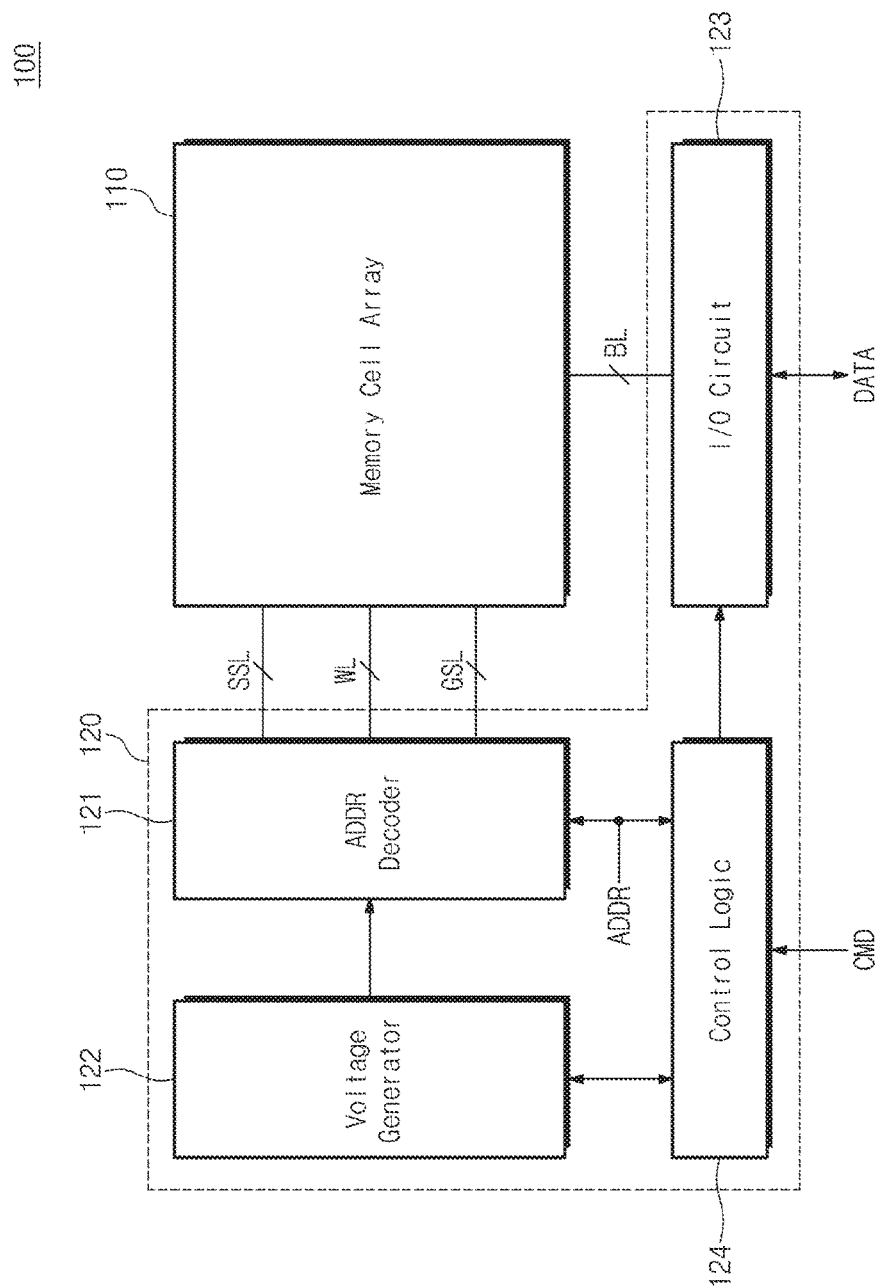 100
122
121
120
110
Voltage
Generator
ADDR
Decoder
SSL
WL
GSL
Memory Cell Array
ADDR
BL
Control Logic
I/O Circuit
124
CMD
DATA
123